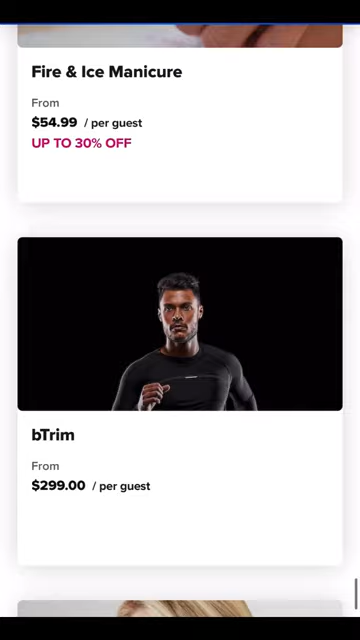 Fire & Ice Manicure
From
$54.99 / per guest
UP TO 30% OFF
bTrim
From
$299.00 / per guest